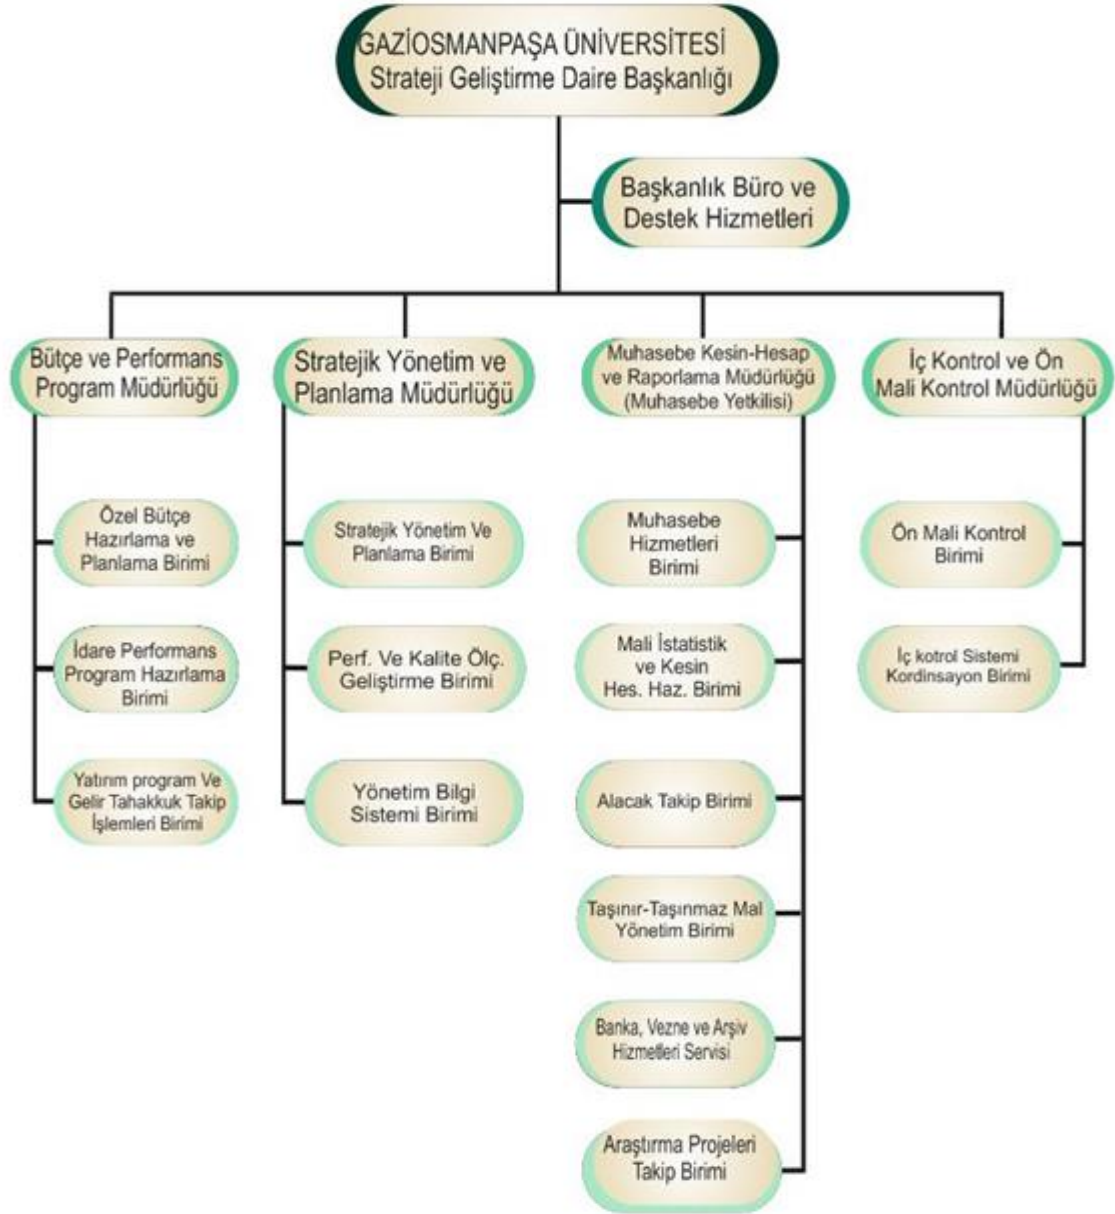 GAZİOSMANPAŞA ÜNİVERSİTESİ
Strateji Geliştirme Daire Başkanlığı
Başkanlık Büro ve
Destek Hizmetleri
Bütçe ve Performans
Program Müdürlüğü
Özel Bütçe
Hazırlama ve
Planlama Birimi
İdare Performans
Program Hazırlama
Birimi
Yatırım program Ve
Gelir Tahakkuk Takip
İşlemleri Birimi
Stratejik Yönetim ve
Planlama Müdürlüğü
Stratejik Yönetim Ve
Planlama Birimi
Perf. Ve Kalite Ölç.
Geliştirme Birimi
Yönetim Bilgi
Sistemi Birimi
Muhasebe Kesin-Hesap
ve Raporlama Müdürlüğü
(Muhasebe Yetkilisi)
Muhasebe
Hizmetleri
Birimi
Mali İstatistik
ve Kesin
Hes. Haz. Birimi
Alacak Takip Birimi
Taşınır-Taşınmaz Mal
Yönetim Birimi
Banka, Vezne ve Arşiv
Hizmetleri Servisi
Araştırma Projeleri
Takip Birimi
İç Kontrol ve Ön
Mali Kontrol Müdürlüğü
Ön Mali Kontrol
Birimi
İç kotrol Sistemi
Kordinsayon Birimi